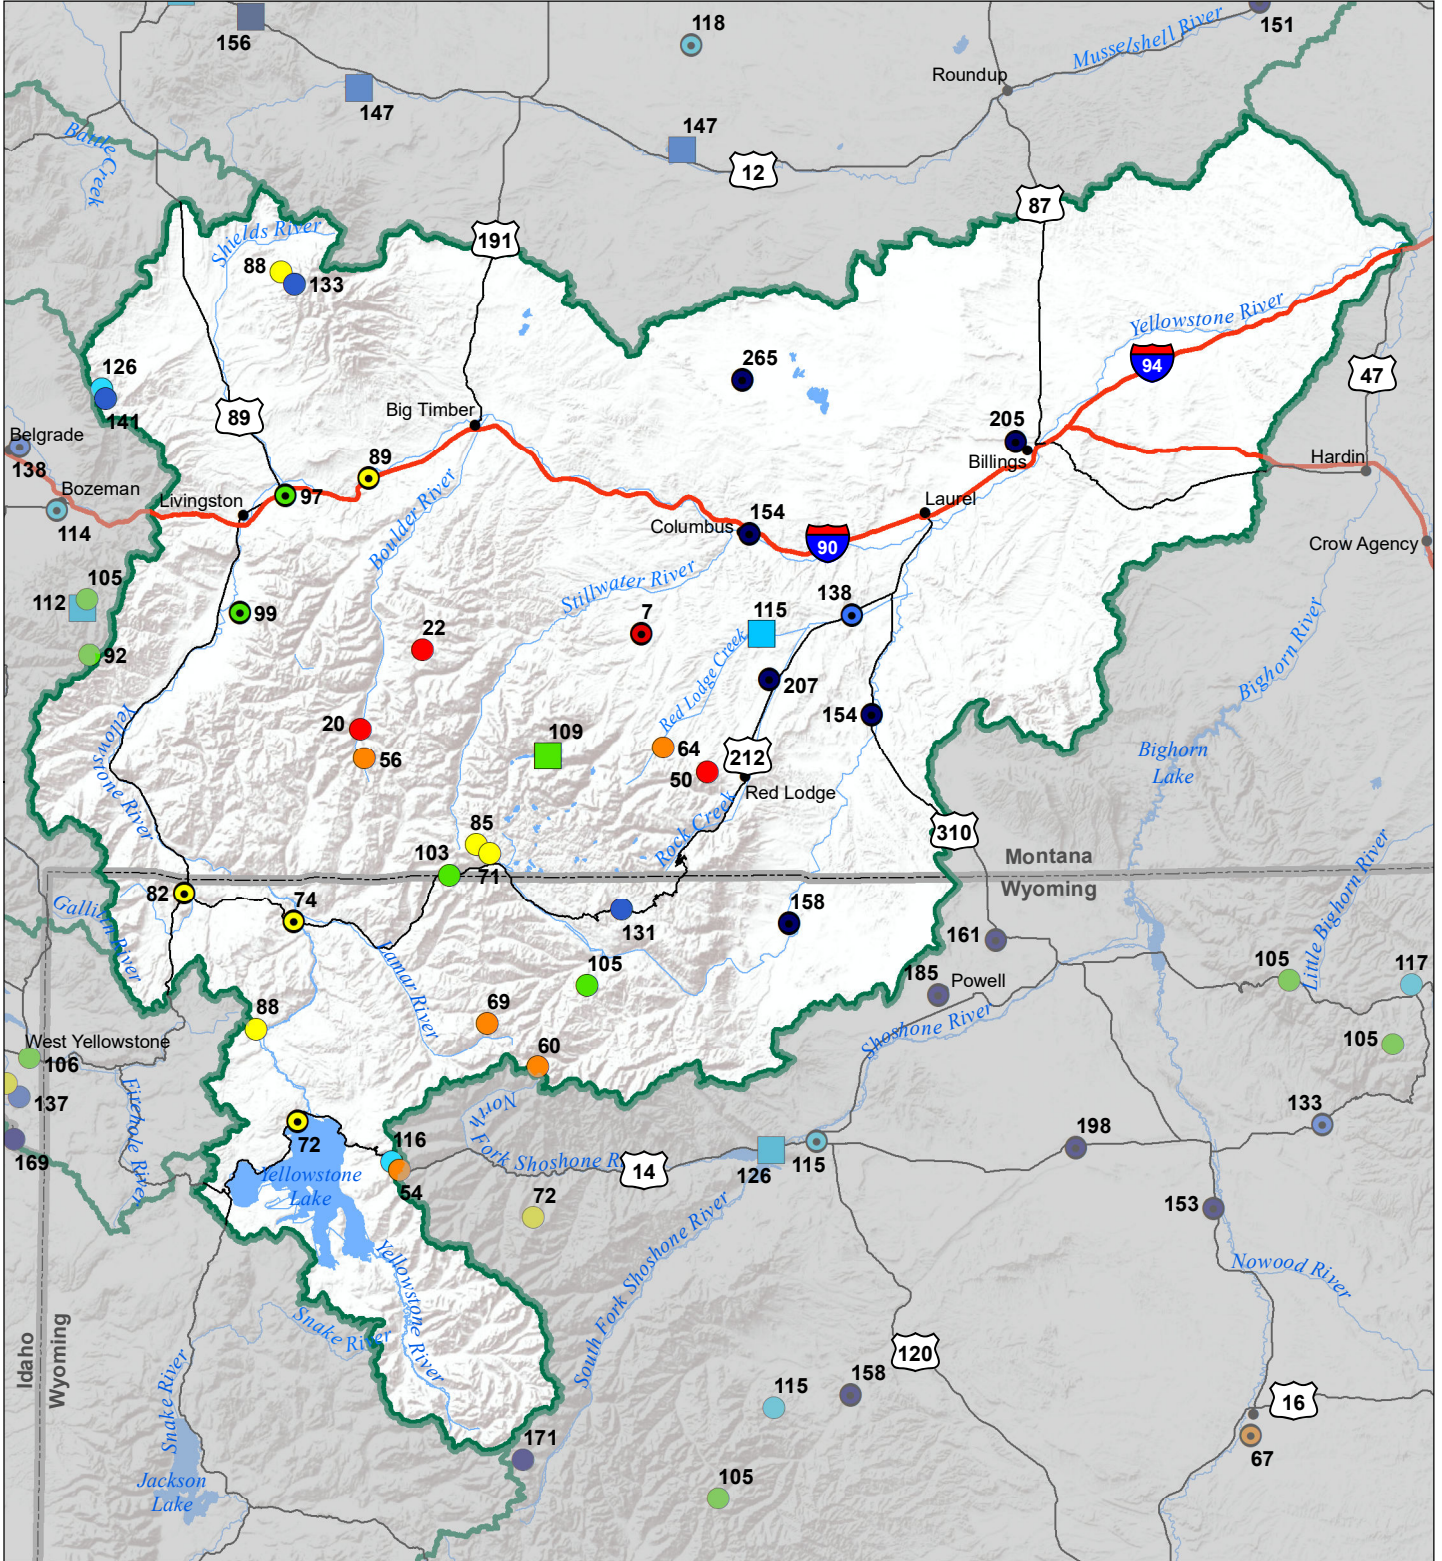 156
118
151
Musselshell River
Roundup
147
147
12
Battle
Creek
87
191
Shields River
88
133
Yellowstone River
94
265
47
126
141
89
Big Timber
205
Billings
Belgrade
138
Hardin
89
Bozeman
114
Livingston
97
Laurel
Columbus
154
90
Crow Agency
Boulder River
Stillwater River
105
112
99
138
7
115
22
92
Red Lodge Creek
Bighorn River
207
154
Yellowstone River
20
56
109
64
50
212
Red Lodge
Bighorn
Lake
Rock Creek
85
310
103
71
Montana
Wyoming
Little Bighorn River
82
74
158
Gallatin River
131
161
Lamar River
105
185
Powell
105
117
69
88
Shoshone River
West Yellowstone
106
60
105
137
Firehole River
North
Fork Shoshone R
133
169
72
116
54
14
126
115
198
Yellowstone
Lake
72
153
South Fork Shoshone River
Yellowstone River
Nowood River
Snake River
Idaho
Wyoming
120
Snake River
115
158
16
171
67
Jackson
Lake
105